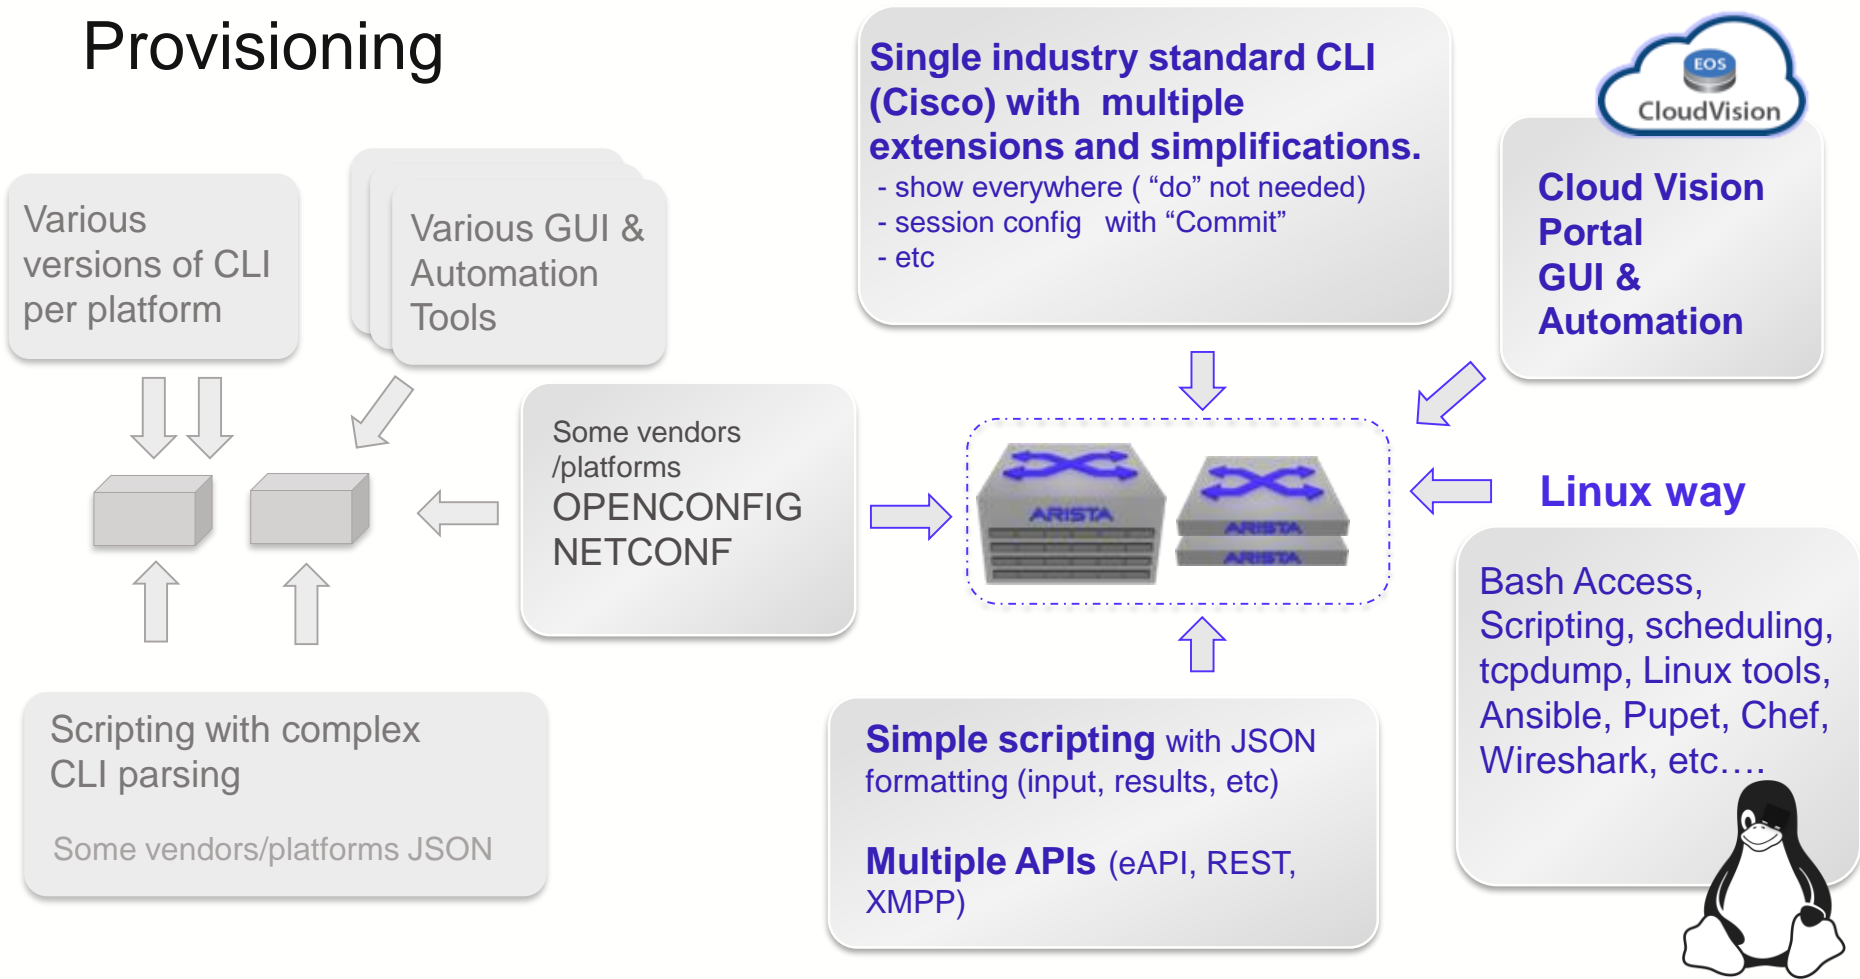 Provisioning
Various
versions of CLI
per platform
Various GUI &
Automation
Tools
Single industry standard CLI
(Cisco) with multiple
extensions and simplifications.
- show everywhere ( “do” not needed)
- session config with “Commit”
- etc
EOS
CloudVision
Cloud Vision
Portal
GUI &
Automation
Some vendors
/platforms
OPENCONFIG
NETCONF
ARISTA
ARISTA
ARISTA
Linux way
Bash Access,
Scripting, scheduling,
tcpdump, Linux tools,
Ansible, Pupet, Chef,
Wireshark, etc….
Scripting with complex
CLI parsing
Some vendors/platforms JSON
Simple scripting with JSON
formatting (input, results, etc)
Multiple APIs (eAPI, REST,
XMPP)